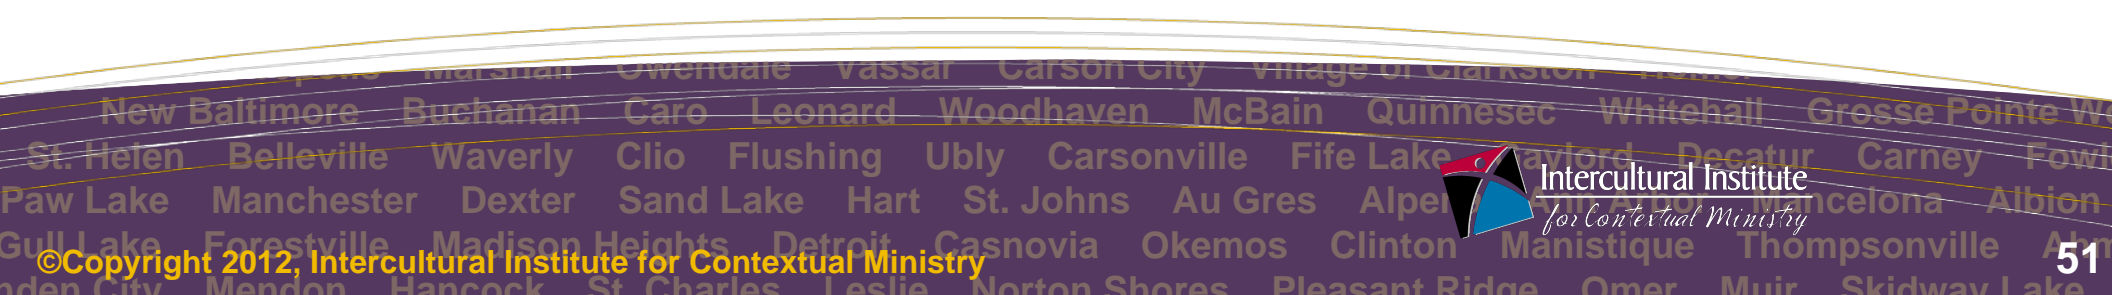 Marshall Owendale Vassar Carson City Village of Clarkston
New Baltimore Buchanan Caro Leonard Woodhaven McBain Quinnesec Whitehall Grosse Pointe
St. Helen Belleville Waverly Clio Flushing Ubly Carsonville Fife Lake Gaylord Decatur Carney
Paw Lake Manchester Dexter Sand Lake Hart St. Johns Au Gres Ann Arbor Mancelona Albion
Gull Lake Forestville Madison Heights Detroit Casnovia Okemos Clinton Manistique Thompsonville
Mendon Hancock St. Charles Leslie Norton Shores Pleasant Ridge Omer Muir Skidway Lake
Intercultural Institute
for Contextual Ministry
©Copyright 2012, Intercultural Institute for Contextual Ministry
51